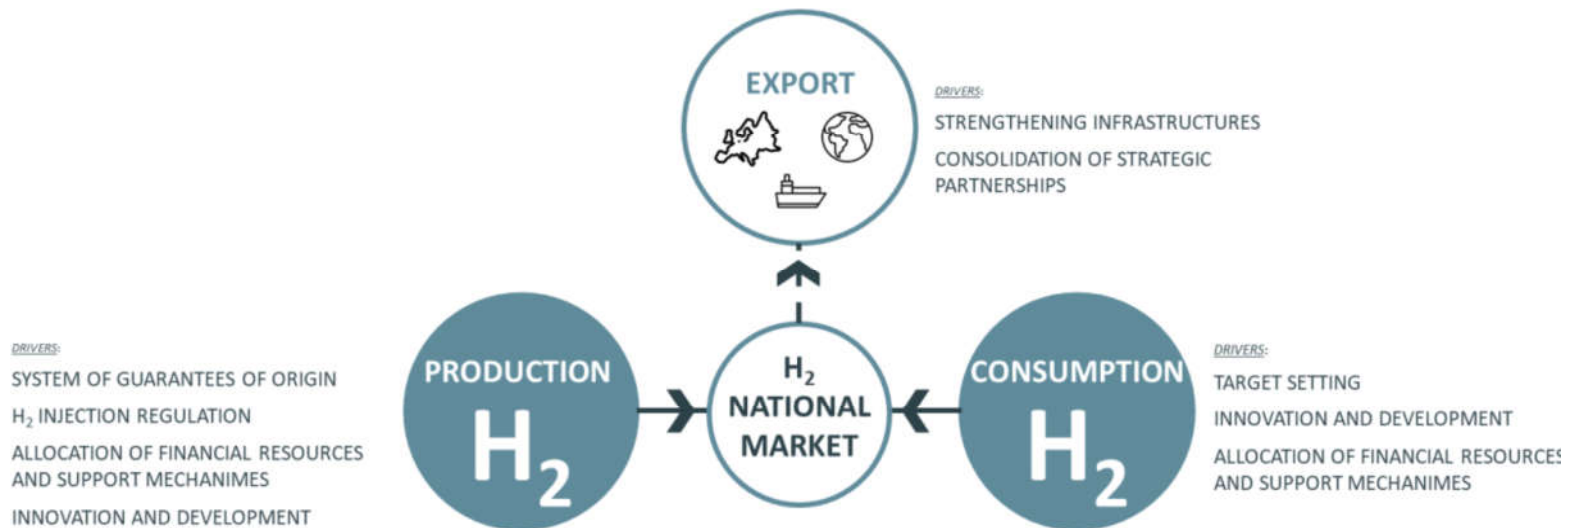 EXPORT
DRIVERS:
STRENGTHENING INFRASTRUCTURES
CONSOLIDATION OF STRATEGIC
PARTNERSHIPS
DRIVERS:
SYSTEM OF GUARANTEES OF ORIGIN
H₂ INJECTION REGULATION
ALLOCATION OF FINANCIAL RESOURCES
AND SUPPORT MECHANIMES
INNOVATION AND DEVELOPMENT
PRODUCTION
H₂
H₂
NATIONAL
MARKET
CONSUMPTION
H₂
DRIVERS:
TARGET SETTING
INNOVATION AND DEVELOPMENT
ALLOCATION OF FINANCIAL RESOURCES
AND SUPPORT MECHANIMES